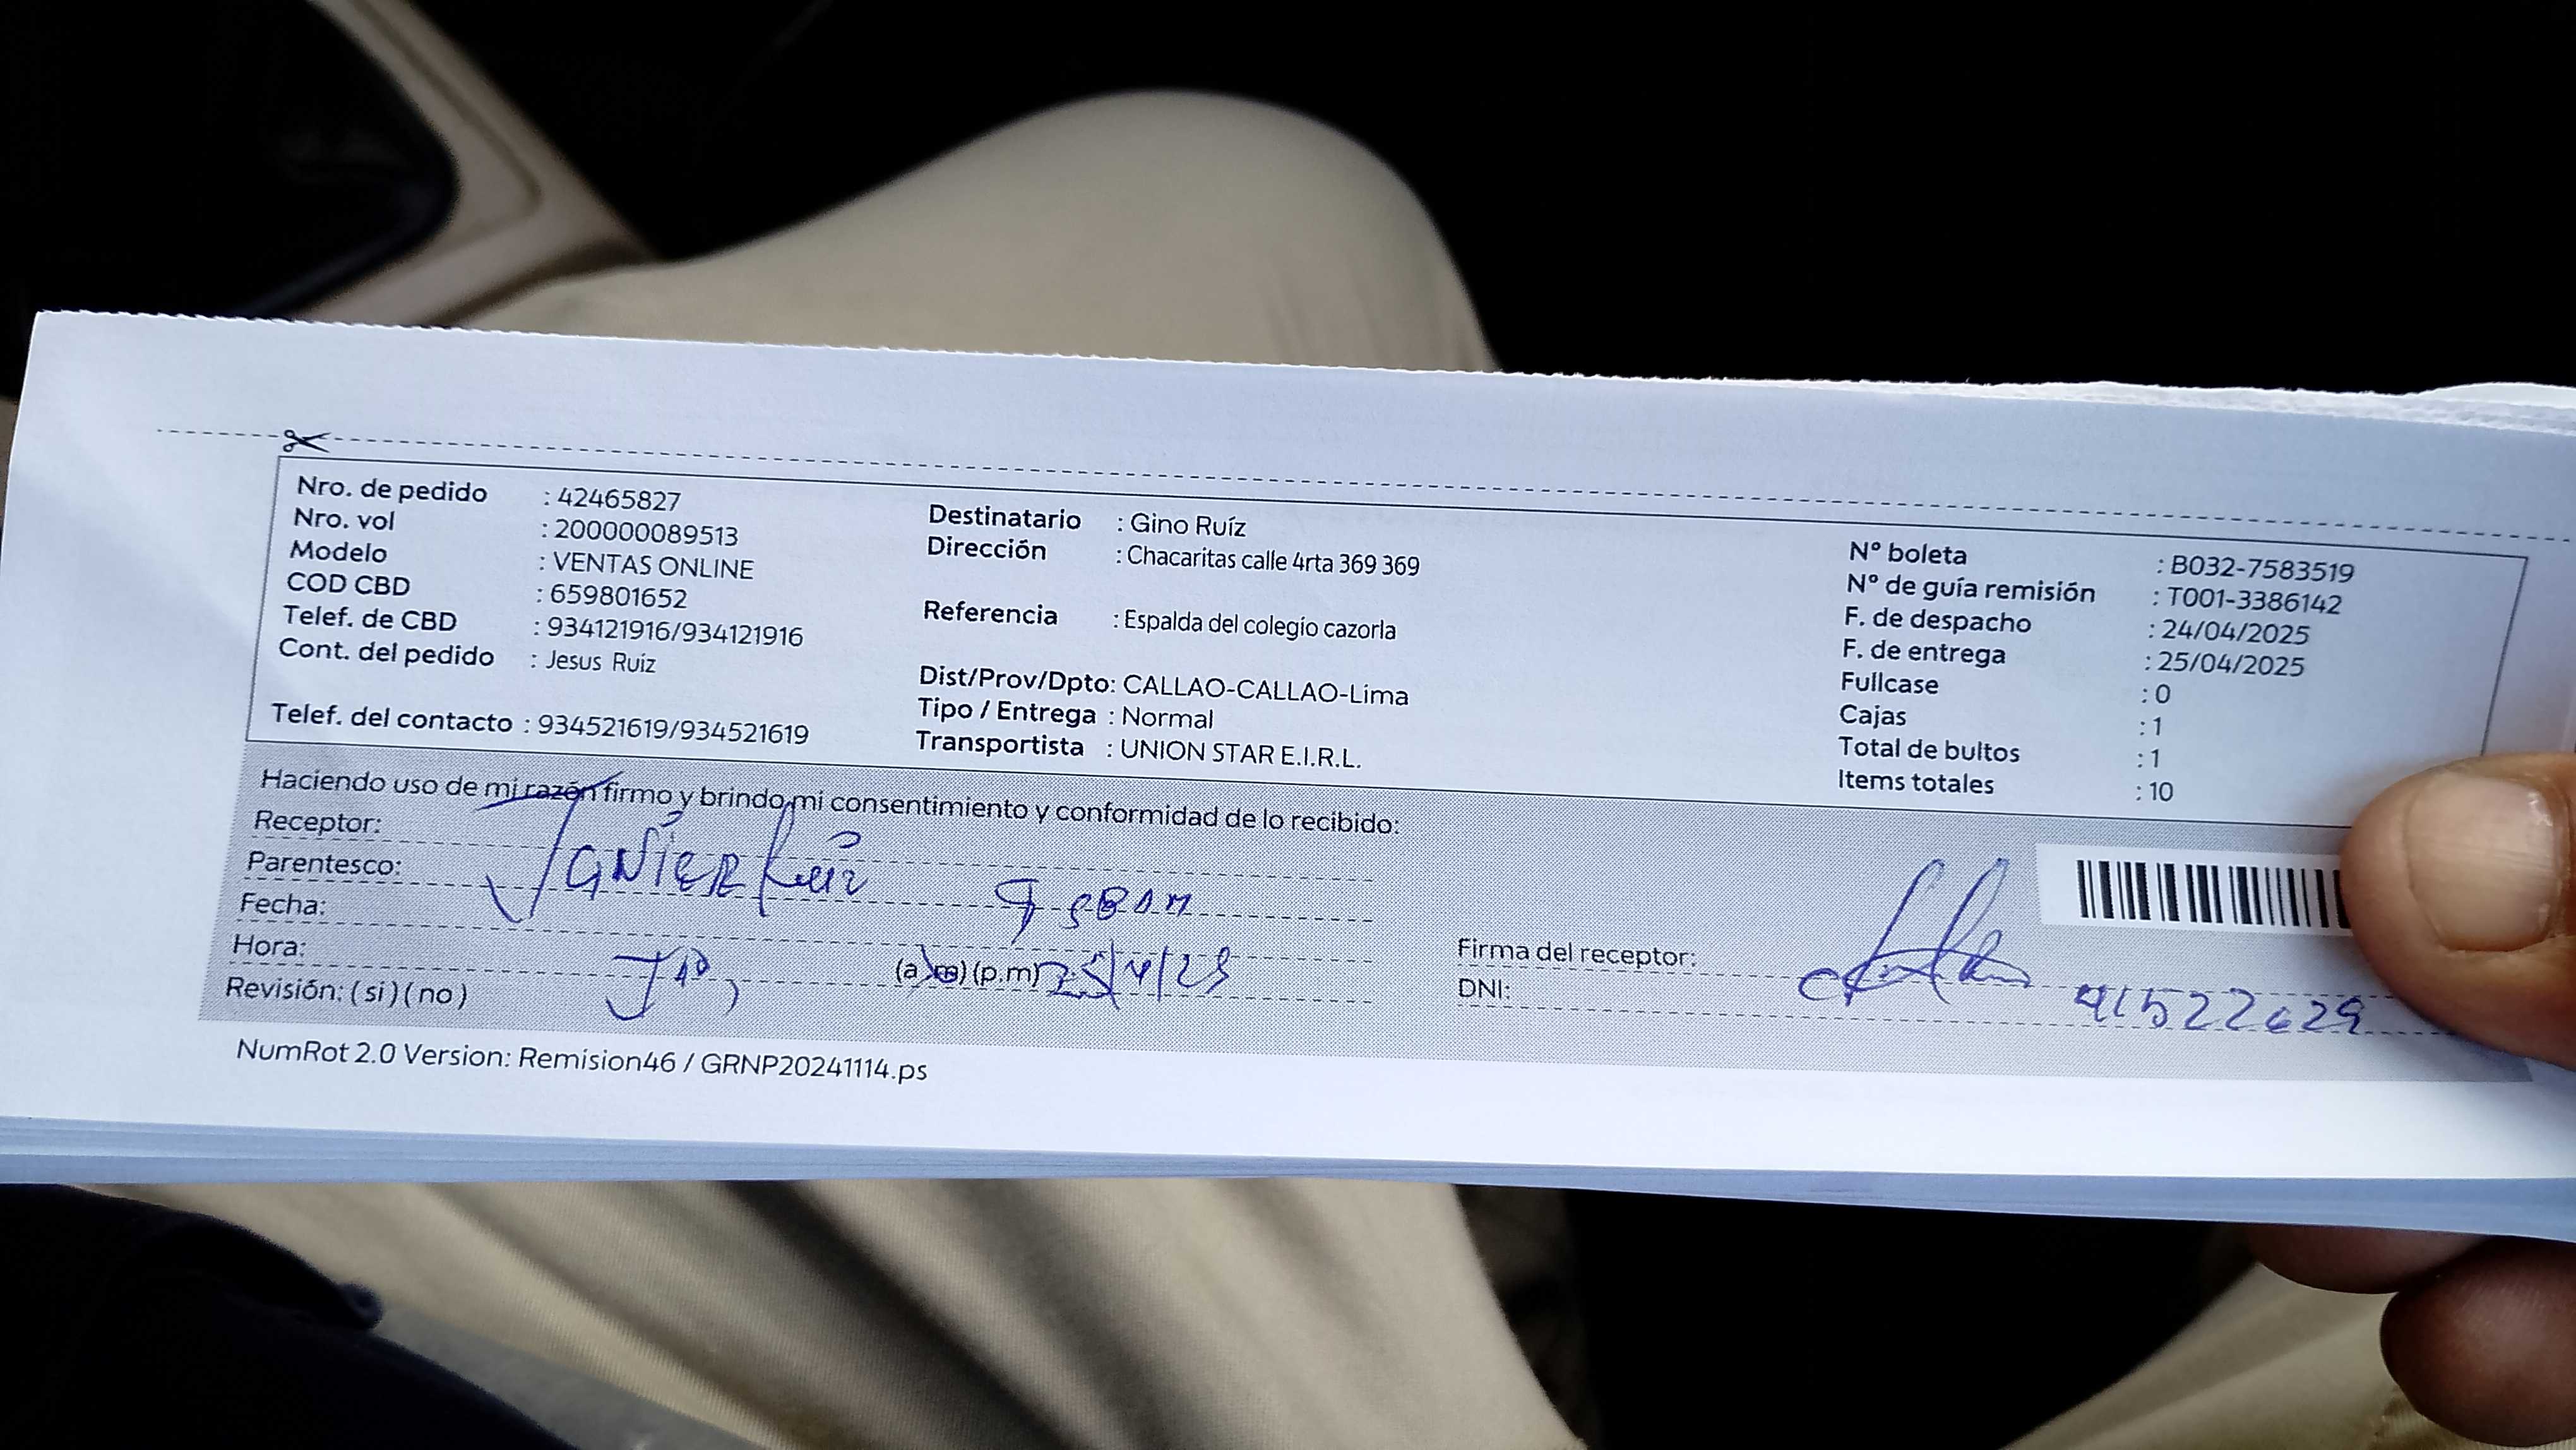 Nro. de pedido : 42465827
Nro. vol : 200000089513
Modelo : VENTAS ONLINE
COD CBD : 659801652
Telef. de CBD : 934121916/934121916
Cont. del pedido : Jesus Ruíz
Telef. del contacto : 934521619/934521619
Destinatario : Gino Ruíz
Dirección : Chacaritas calle 4rta 369 369
Referencia : Espalda del colegio cazorla
Dist/Prov/Dpto: CALLAO-CALLAO-Lima
Tipo / Entrega : Normal
Transportista : UNION STAR E.I.R.L.
N° boleta : B032-7583519
N° de guía remisión : T001-3386142
F. de despacho : 24/04/2025
F. de entrega : 25/04/2025
Fullcase : 0
Cajas : 1
Total de bultos : 1
Items totales : 10
Haciendo uso de mi razón firmo y brindo mi consentimiento y conformidad de lo recibido:
Receptor:
Parentesco: Ruiz
Fecha:
Hora: (p.m)
Revisión: (si) (no)
Firma del receptor:
DNI:
NumRot 2.0 Version: Remision46 / GRNP20241114.ps